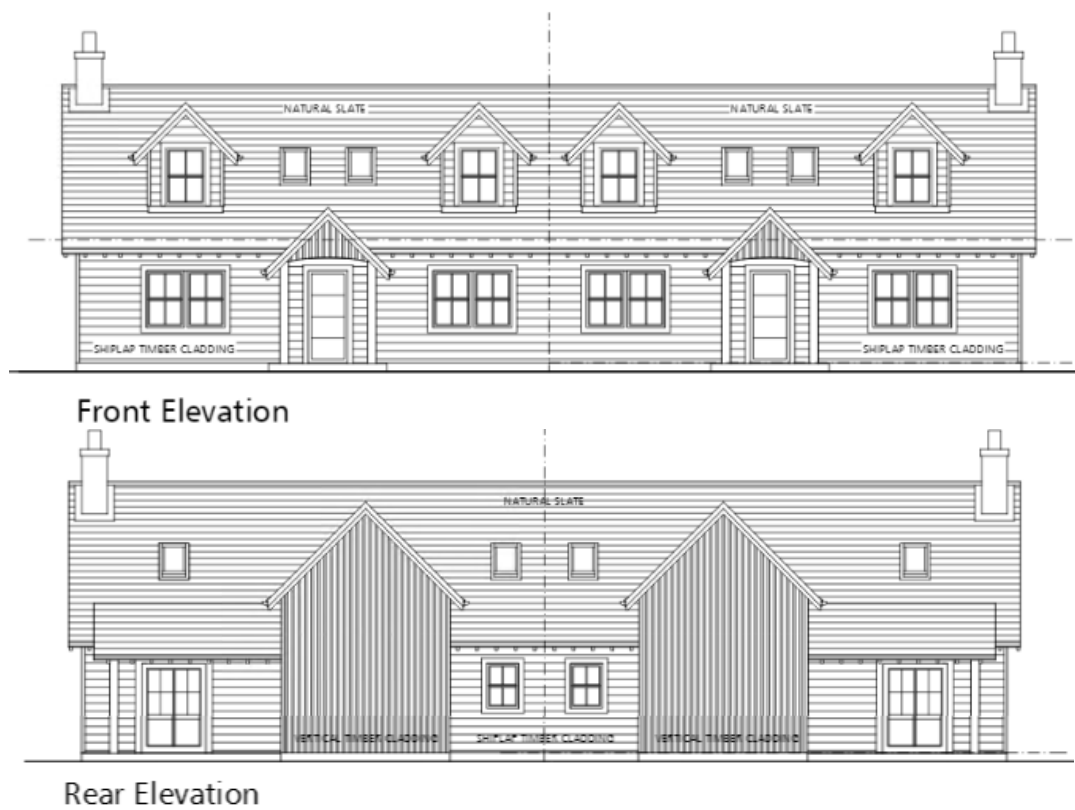 NATURAL SLATE NATURAL SLATE
SHIPLAP TIMBER CLADDING SHIPLAP TIMBER CLADDING
Front Elevation
NATURAL SLATE
VERTICAL TIMBER CLADDING SHIPLAP TIMBER CLADDING VERTICAL TIMBER CLADDING
Rear Elevation